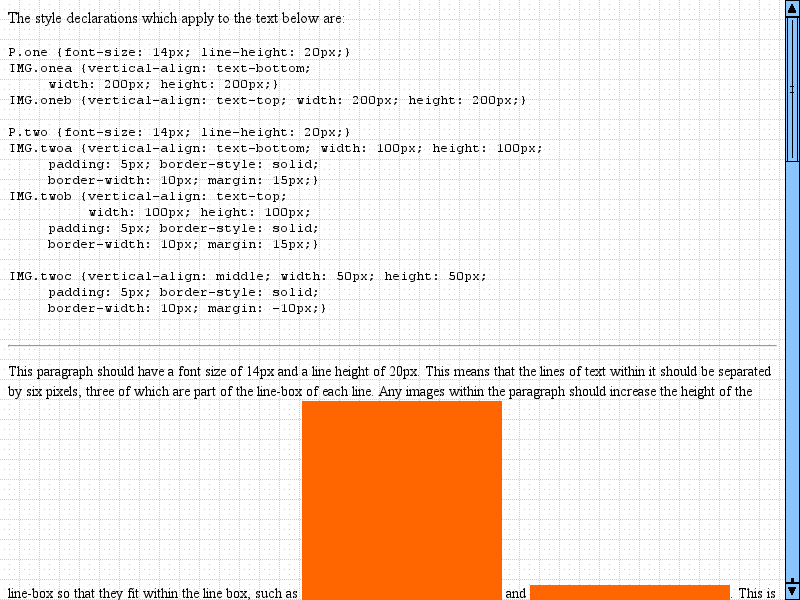 The style declarations which apply to the text below are:
P.one {font-size: 14px; line-height: 20px;}
IMG.onea {vertical-align: text-bottom;
width: 200px; height: 200px;}
IMG.oneb {vertical-align: text-top; width: 200px; height: 200px;}
P.two {font-size: 14px; line-height: 20px;}
IMG.twoa {vertical-align: text-bottom; width: 100px; height: 100px;
padding: 5px; border-style: solid;
border-width: 10px; margin: 15px;}
IMG.twob {vertical-align: text-top;
width: 100px; height: 100px;
padding: 5px; border-style: solid;
border-width: 10px; margin: 15px;}
IMG.twoc {vertical-align: middle; width: 50px; height: 50px;
padding: 5px; border-style: solid;
border-width: 10px; margin: -10px;}
This paragraph should have a font size of 14px and a line height of 20px. This means that the lines of text within it should be separated
by six pixels, three of which are part of the line-box of each line. Any images within the paragraph should increase the height of the
line-box so that they fit within the line box, such as and . This is